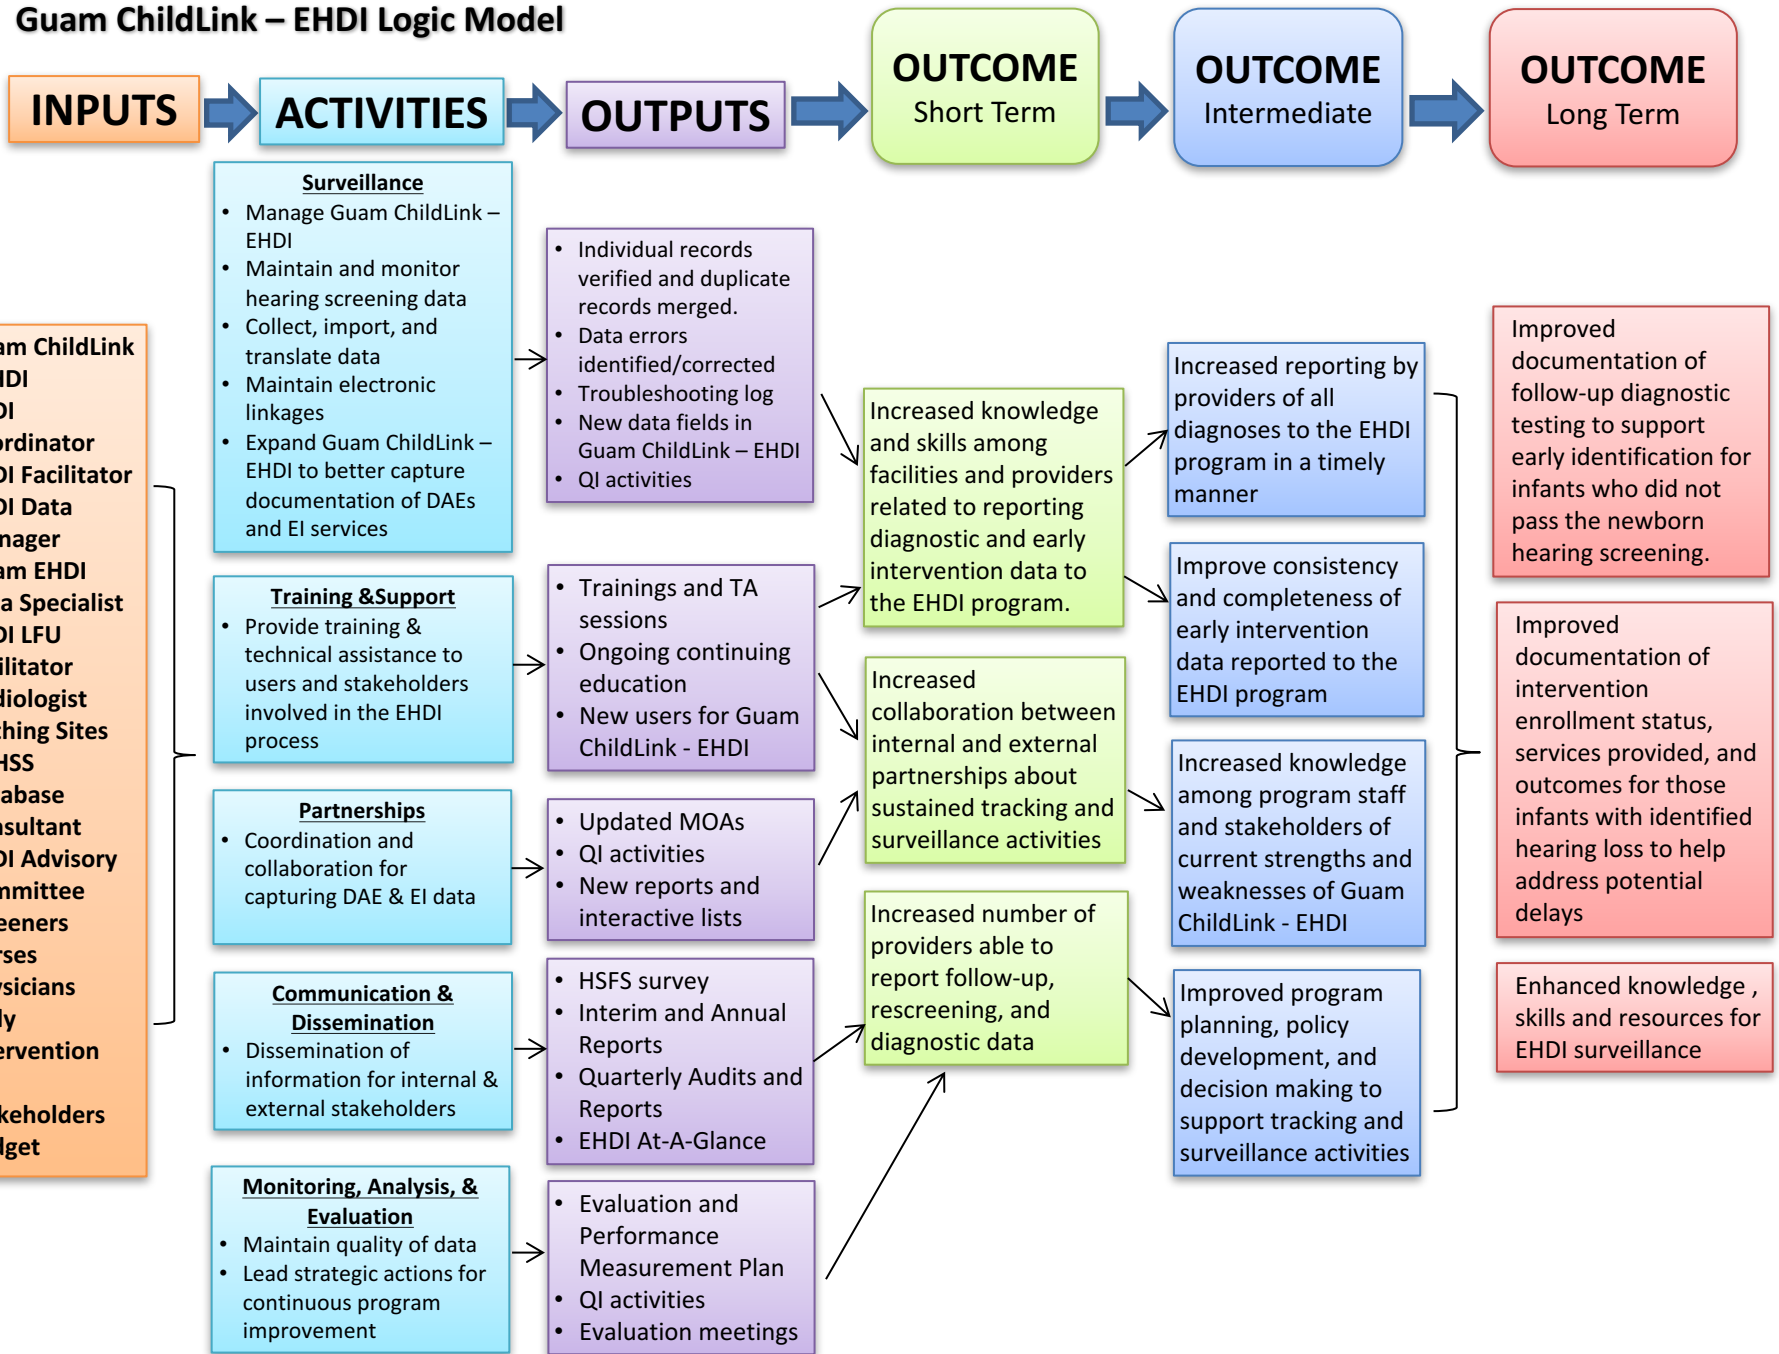 Guam ChildLink – EHDI Logic Model
INPUTS
ACTIVITIES
OUTPUTS
OUTCOME
Short Term
OUTCOME
Intermediate
OUTCOME
Long Term
ChildLink
Facilitator
Data
EHDI
Specialist
LFU
Sites
Advisory
Surveillance
• Manage Guam ChildLink –
EHDI
• Maintain and monitor
hearing screening data
• Collect, import, and
translate data
• Maintain electronic
linkages
• Expand Guam ChildLink –
EHDI to better capture
documentation of DAEs
and EI services
Training &Support
• Provide training &
technical assistance to
users and stakeholders
involved in the EHDI
process
Partnerships
• Coordination and
collaboration for
capturing DAE & EI data
Communication &
Dissemination
• Dissemination of
information for internal &
external stakeholders
Monitoring, Analysis, &
Evaluation
• Maintain quality of data
• Lead strategic actions for
continuous program
improvement
• Individual records
verified and duplicate
records merged.
• Data errors
identified/corrected
• Troubleshooting log
• New data fields in
Guam ChildLink – EHDI
• QI activities
• Trainings and TA
sessions
• Ongoing continuing
education
• New users for Guam
ChildLink - EHDI
• Updated MOAs
• QI activities
• New reports and
interactive lists
• HSFS survey
• Interim and Annual
Reports
• Quarterly Audits and
Reports
• EHDI At-A-Glance
• Evaluation and
Performance
Measurement Plan
• QI activities
• Evaluation meetings
Increased knowledge
and skills among
facilities and providers
related to reporting
diagnostic and early
intervention data to
the EHDI program.
Increased
collaboration between
internal and external
partnerships about
sustained tracking and
surveillance activities
Increased number of
providers able to
report follow-up,
rescreening, and
diagnostic data
Increased reporting by
providers of all
diagnoses to the EHDI
program in a timely
manner
Improve consistency
and completeness of
early intervention
data reported to the
EHDI program
Increased knowledge
among program staff
and stakeholders of
current strengths and
weaknesses of Guam
ChildLink - EHDI
Improved program
planning, policy
development, and
decision making to
support tracking and
surveillance activities
Improved
documentation of
follow-up diagnostic
testing to support
early identification for
infants who did not
pass the newborn
hearing screening.
Improved
documentation of
intervention
enrollment status,
services provided, and
outcomes for those
infants with identified
hearing loss to help
address potential
delays
Enhanced knowledge ,
skills and resources for
EHDI surveillance